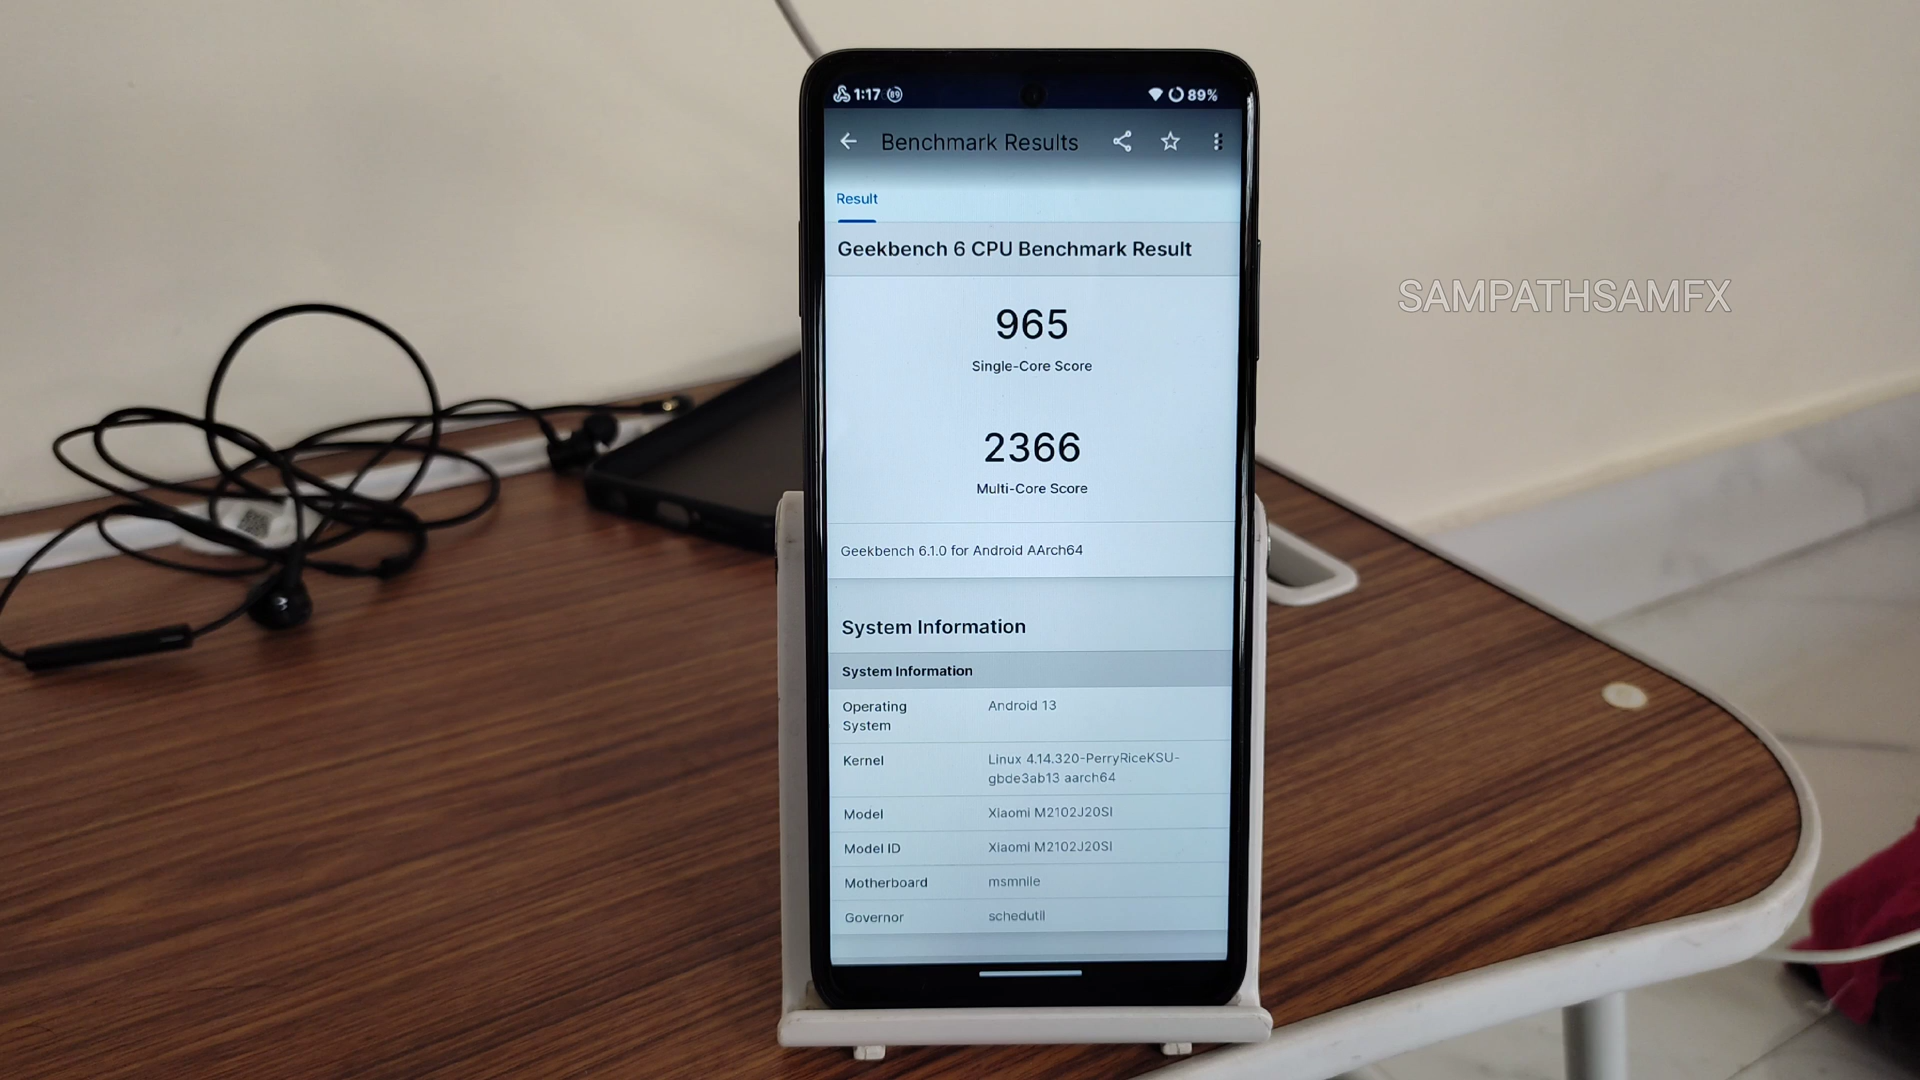 1:17 89
89%
Benchmark Results
Result
Geekbench 6 CPU Benchmark Result
965
Single-Core Score
2366
Multi-Core Score
Geekbench 6.1.0 for Android AArch64
System Information
System Information
Operating System Android 13
Kernel Linux 4.14.320-PerryRiceKSU-
gbde3ab13 aarch64
Model Xiaomi M2102J20SI
Model ID Xiaomi M2102J20SI
Motherboard msmnile
Governor schedutil
SAMPATHSAMFX